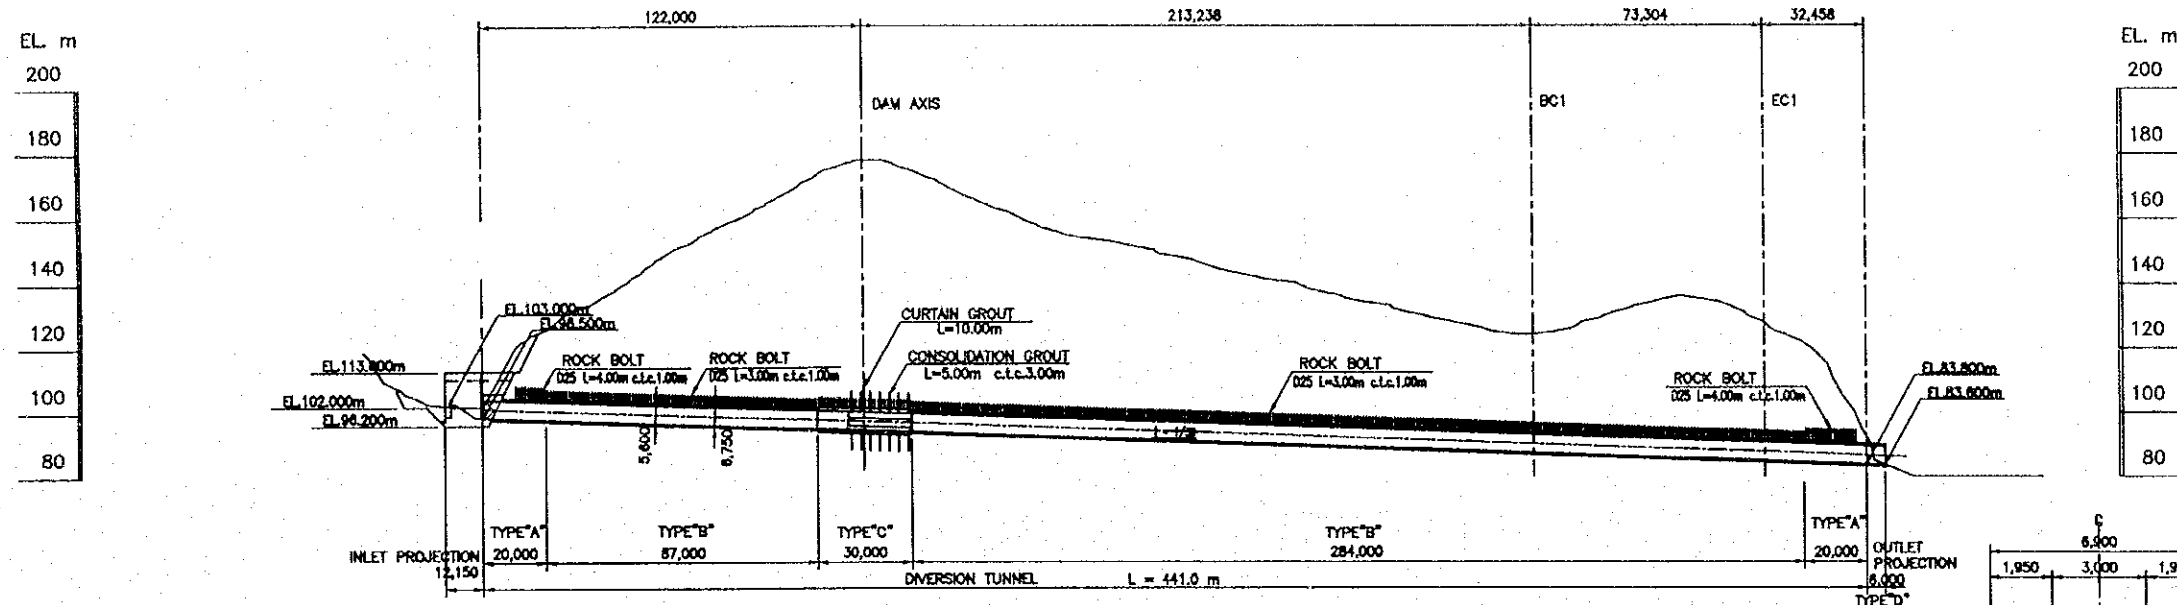 122,000
213,238
73,304
32,458
EL. m
200
180
160
140
120
100
80
EL. m
200
180
160
140
120
100
80
DAM AXIS
BC1
EC1
EL.103.000m
EL.98.500m
EL.113.800m
EL.102.000m
EL.96.200m
ROCK BOLT
D25 L=4.00m c.t.c.1.00m
ROCK BOLT
D25 L=3.00m c.t.c.1.00m
CURTAIN GROUT
L=10.00m
CONSOLIDATION GROUT
L=5.00m c.t.c.3.00m
ROCK BOLT
D25 L=3.00m c.t.c.1.00m
ROCK BOLT
D25 L=4.00m c.t.c.1.00m
EL.83.800m
EL.83.600m
5,600
6,750
TYPE"A"
TYPE"B"
TYPE"C"
TYPE"B"
TYPE"A"
INLET PROJECTION
12,150
20,000
87,000
30,000
284,000
20,000
OUTLET
PROJECTION
6,000
TYPE"D"
DIVERSION TUNNEL L = 441.0 m
6,900
1,950
3,000
1,9